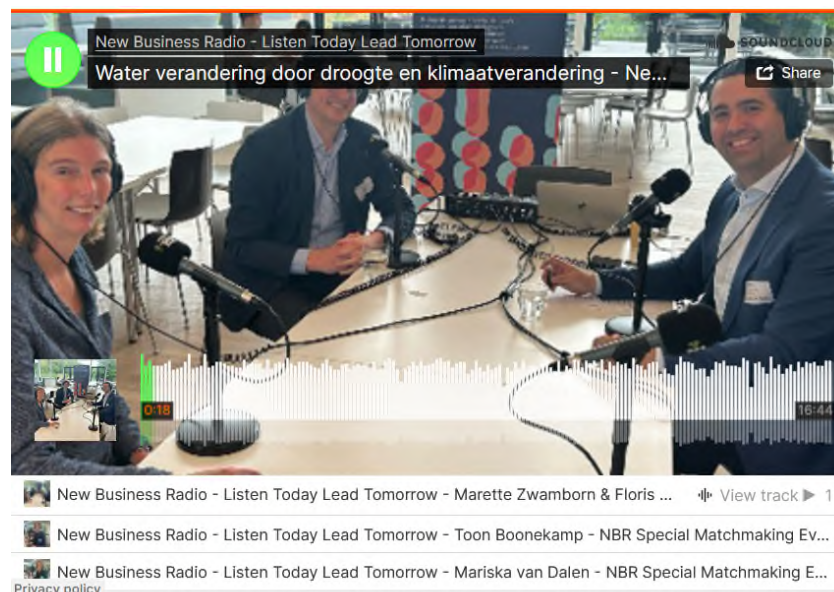 New Business Radio - Listen Today Lead Tomorrow
SOUNDCLOUD
Water verandering door droogte en klimaatverandering - Ne...
Share
0:18
16:44
New Business Radio - Listen Today Lead Tomorrow - Marette Zwamborn & Floris ...
View track
1
New Business Radio - Listen Today Lead Tomorrow - Toon Boonekamp - NBR Special Matchmaking Ev...
New Business Radio - Listen Today Lead Tomorrow - Mariska van Dalen - NBR Special Matchmaking E...
Privacy policy